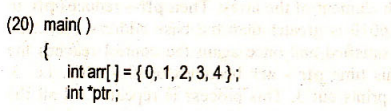 (20) main( )
{
int arr[ ] = { 0, 1, 2, 3, 4 } ;
int *ptr ;